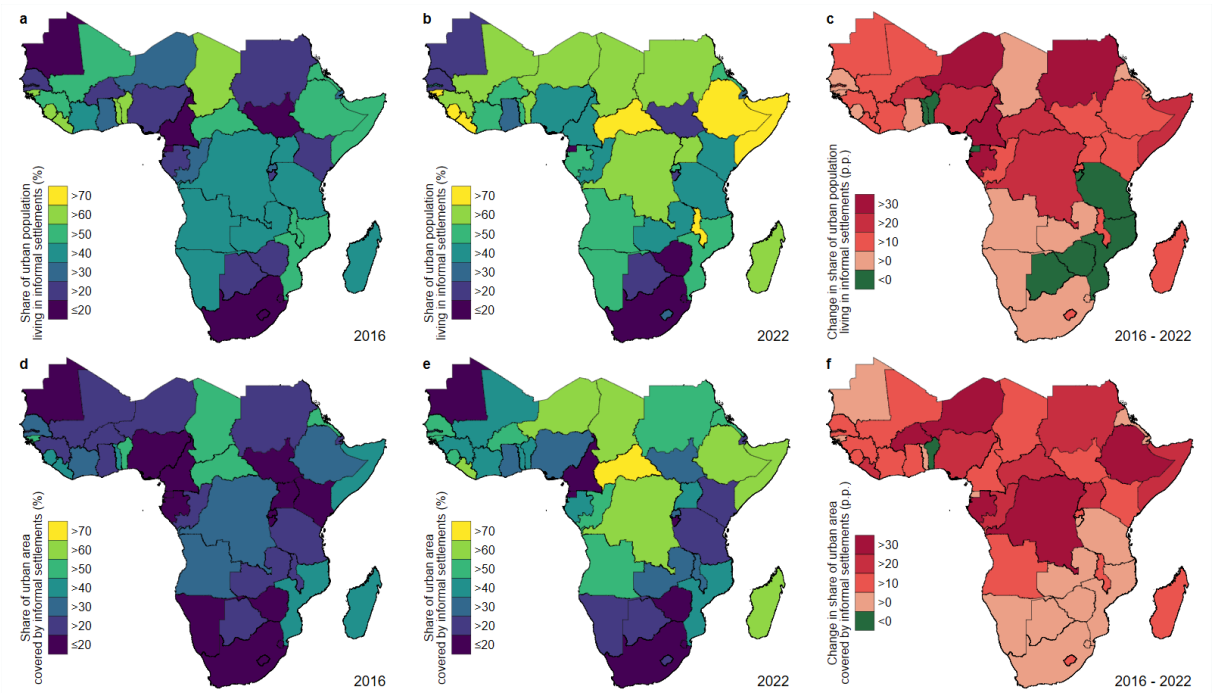 a
Share of urban population
living in informal settlements (%)
>70
>60
>50
>40
>30
>20
≤20
2016
b
Share of urban population
living in informal settlements (%)
>70
>60
>50
>40
>30
>20
≤20
2022
c
Change in share of urban population
living in informal settlements (p.p.)
>30
>20
>10
>0
<0
2016 - 2022
d
Share of urban area
covered by informal settlements (%)
>70
>60
>50
>40
>30
>20
≤20
2016
e
Share of urban area
covered by informal settlements (%)
>70
>60
>50
>40
>30
>20
≤20
2022
f
Change in share of urban area
covered by informal settlements (p.p.)
>30
>20
>10
>0
<0
2016 - 2022